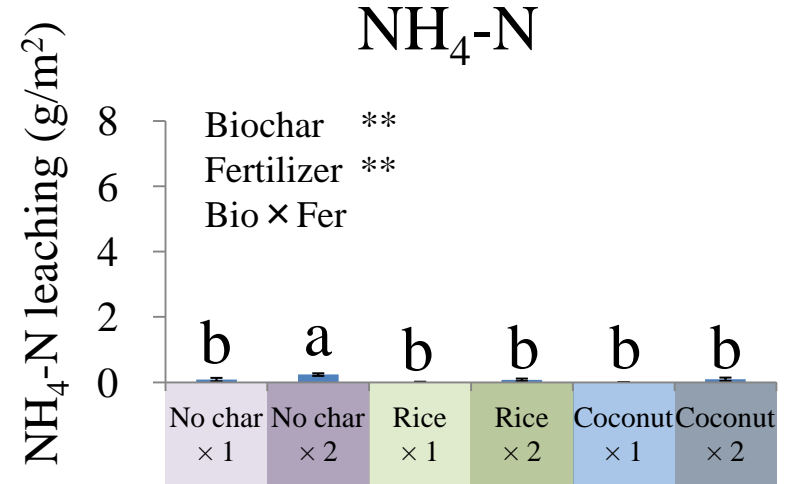 NH₄-N
NH₄-N leaching (g/m²)
8
6
4
2
0
Biochar **
Fertilizer **
Bio × Fer
b a b b b b
No char No char Rice Rice Coconut Coconut
× 1 × 2 × 1 × 2 × 1 × 2